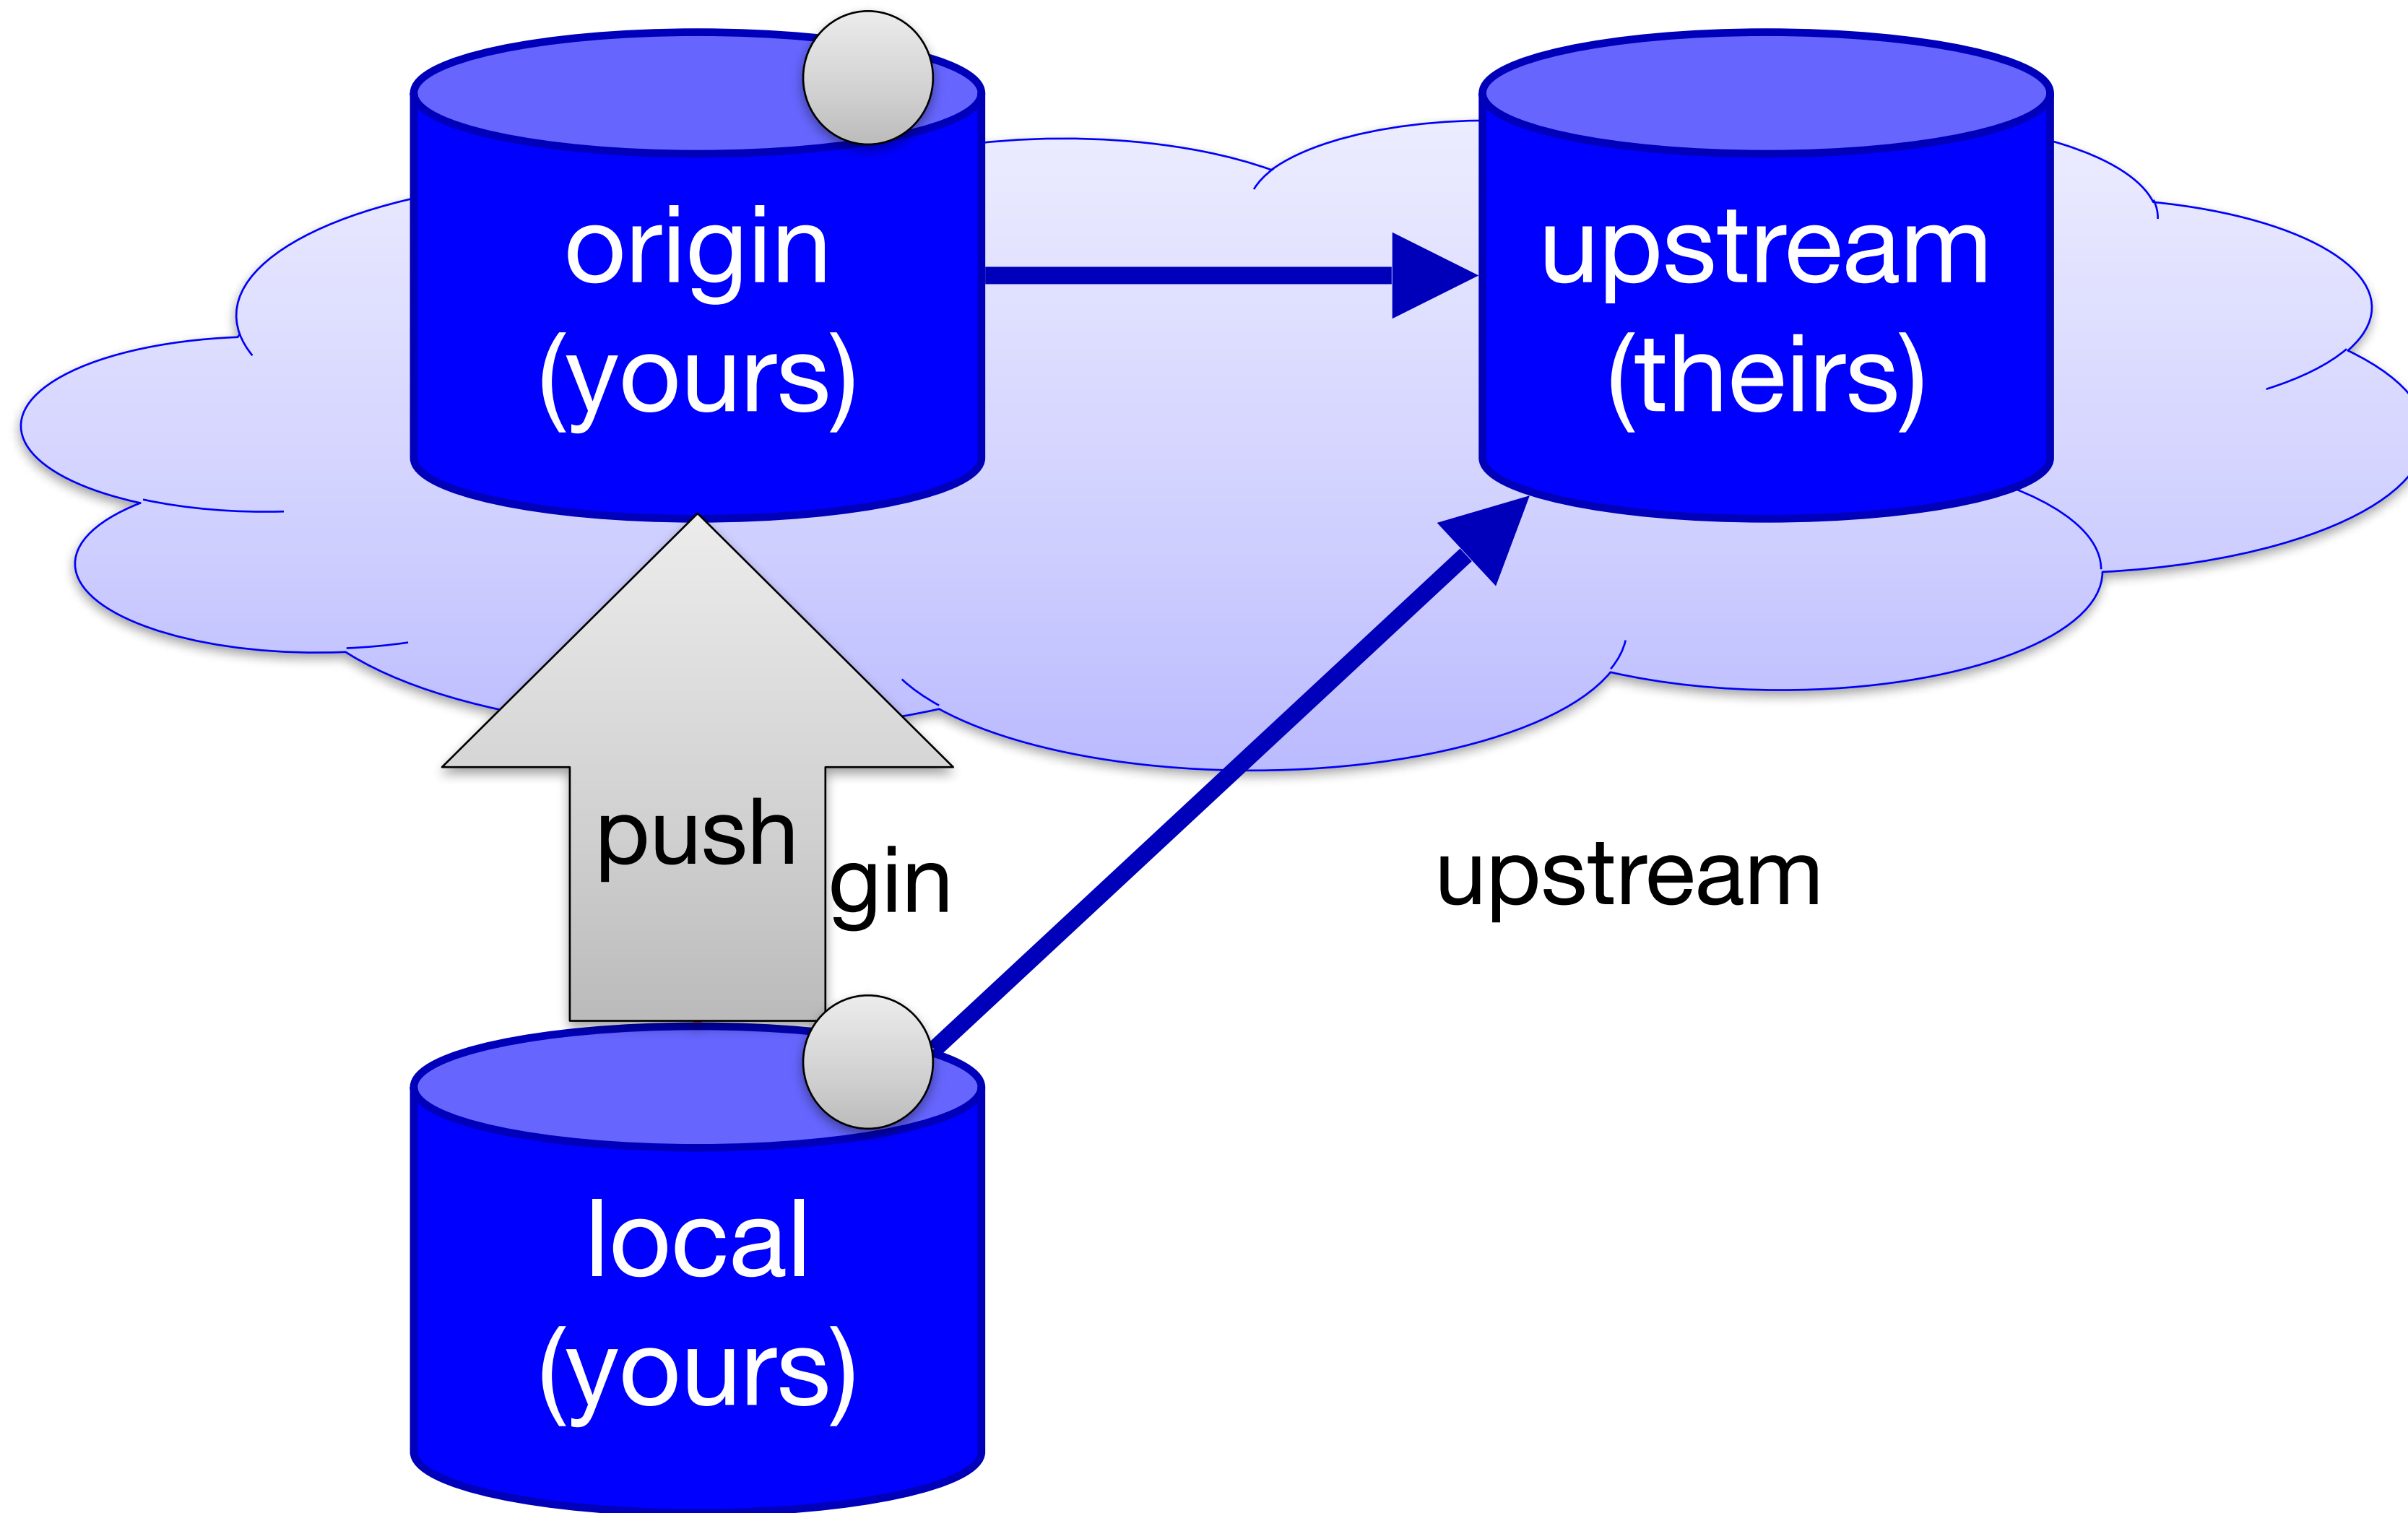 origin
(yours)
upstream
(theirs)
push
gin
upstream
local
(yours)